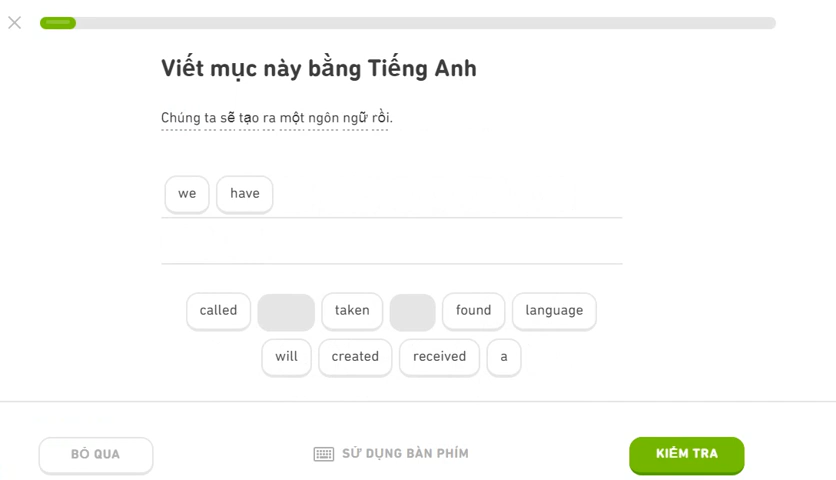 Viết mục này bằng Tiếng Anh
Chúng ta sẽ tạo ra một ngôn ngữ rồi.
we have
called taken found language
will created received a
BỎ QUA SỬ DỤNG BÀN PHÍM KIỂM TRA